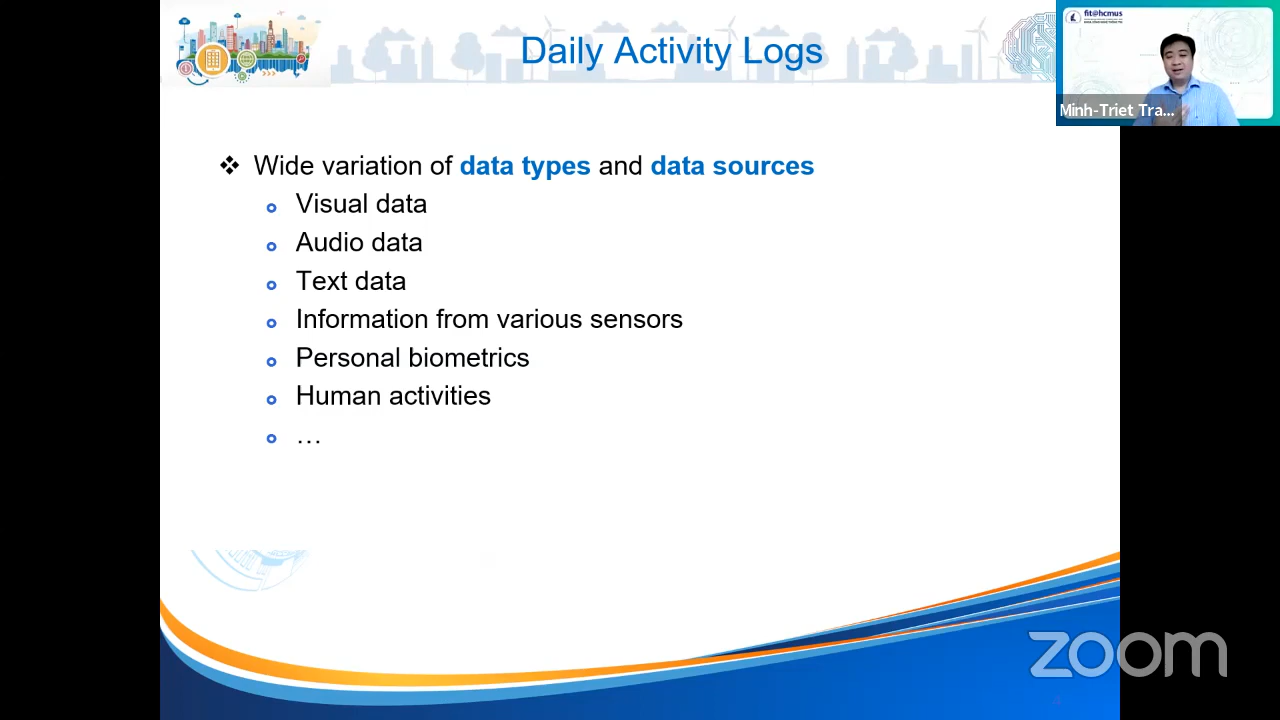 Daily Activity Logs
fit@hcmus
Minh-Triet Tra...
❖ Wide variation of data types and data sources
Visual data
Audio data
Text data
Information from various sensors
Personal biometrics
Human activities
…
zoom